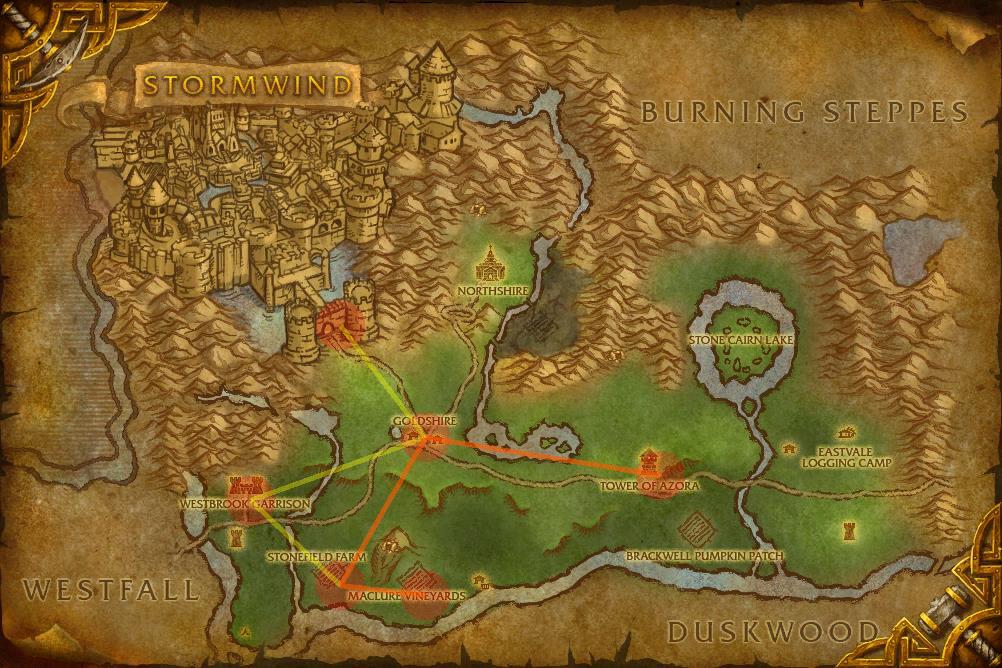 STORMWIND
BURNING STEPPES
NORTHSHIRE
STONE CAIRN LAKE
GOLDSHIRE
EASTVALE
LOGGING CAMP
TOWER OF AZORA
WESTBROOK GARRISON
STONEFIELD FARM
BRACKWELL PUMPKIN PATCH
WESTFALL
MACLURE VINEYARDS
DUSKWOOD